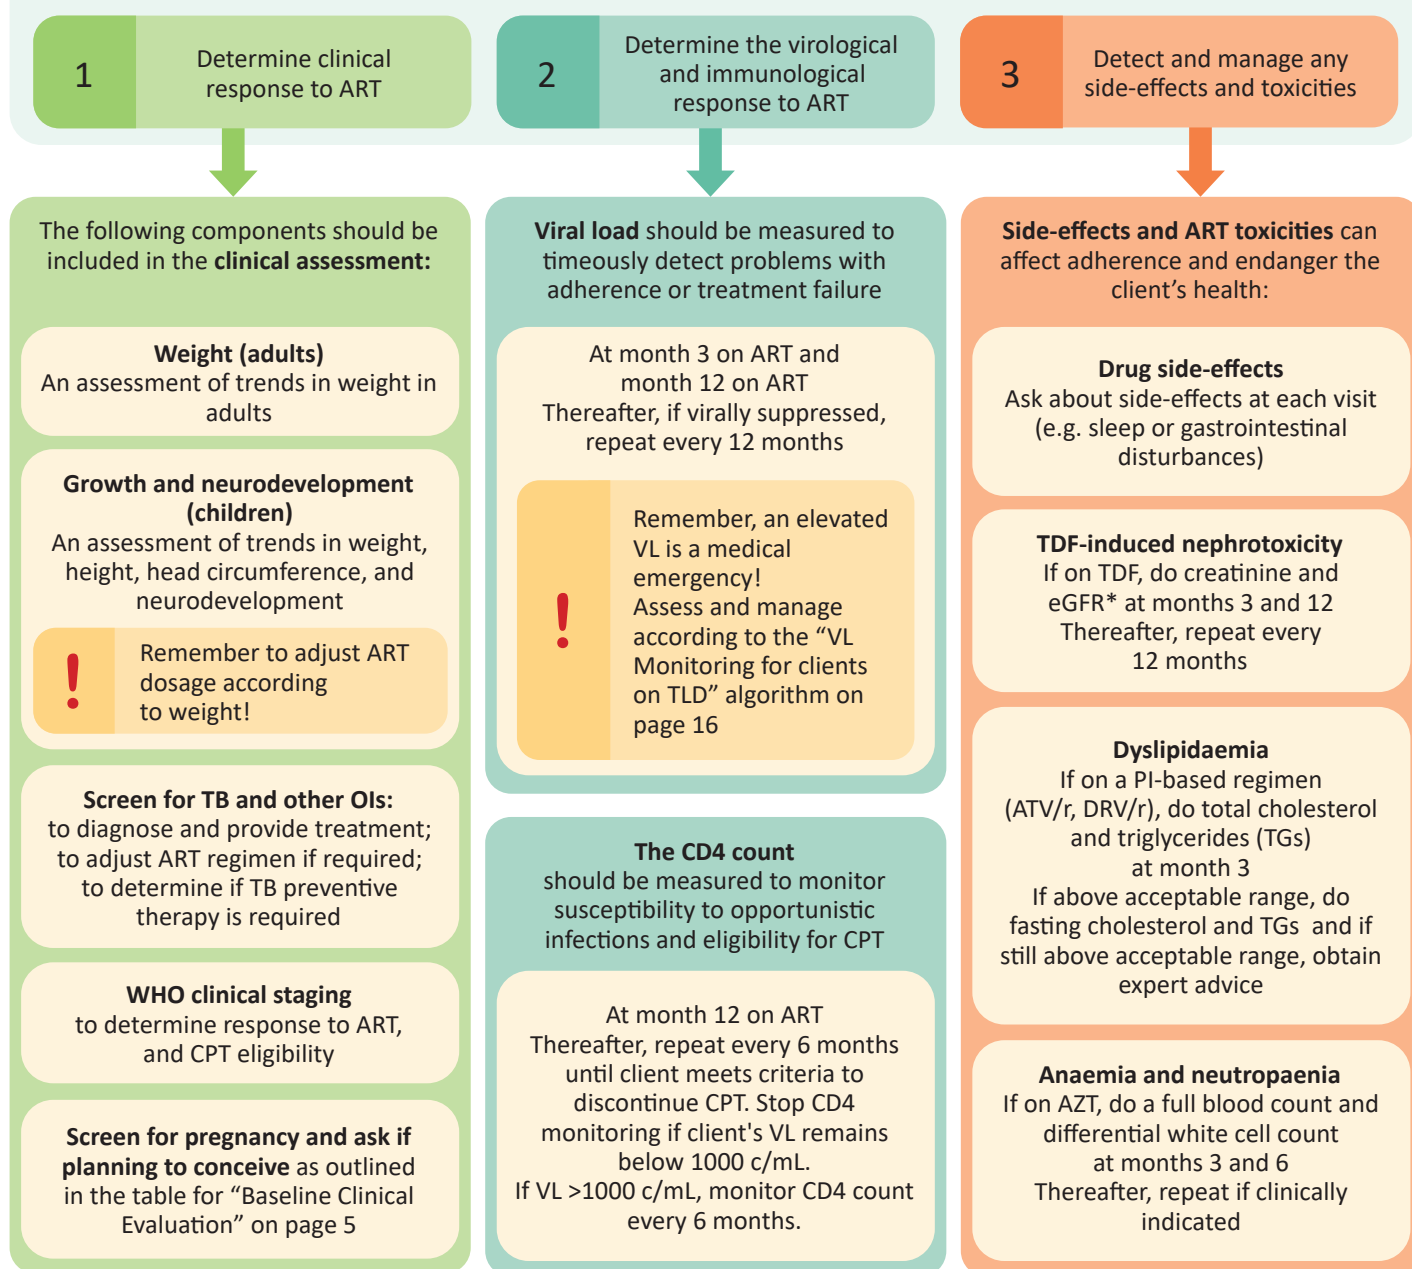 1
Determine clinical
response to ART
2
Determine the virological
and immunological
response to ART
3
Detect and manage any
side-effects and toxicities
The following components should be
included in the clinical assessment:
Weight (adults)
An assessment of trends in weight in
adults
Growth and neurodevelopment
(children)
An assessment of trends in weight,
height, head circumference, and
neurodevelopment
!
Remember to adjust ART
dosage according
to weight!
Screen for TB and other OIs:
to diagnose and provide treatment;
to adjust ART regimen if required;
to determine if TB preventive
therapy is required
WHO clinical staging
to determine response to ART,
and CPT eligibility
Screen for pregnancy and ask if
planning to conceive as outlined
in the table for “Baseline Clinical
Evaluation” on page 5
Viral load should be measured to
timeously detect problems with
adherence or treatment failure
At month 3 on ART and
month 12 on ART
Thereafter, if virally suppressed,
repeat every 12 months
!
Remember, an elevated
VL is a medical
emergency!
Assess and manage
according to the “VL
Monitoring for clients
on TLD” algorithm on
page 16
The CD4 count
should be measured to monitor
susceptibility to opportunistic
infections and eligibility for CPT
At month 12 on ART
Thereafter, repeat every 6 months
until client meets criteria to
discontinue CPT. Stop CD4
monitoring if client's VL remains
below 1000 c/mL.
If VL >1000 c/mL, monitor CD4 count
every 6 months.
Side-effects and ART toxicities can
affect adherence and endanger the
client’s health:
Drug side-effects
Ask about side-effects at each visit
(e.g. sleep or gastrointestinal
disturbances)
TDF-induced nephrotoxicity
If on TDF, do creatinine and
eGFR* at months 3 and 12
Thereafter, repeat every
12 months
Dyslipidaemia
If on a PI-based regimen
(ATV/r, DRV/r), do total cholesterol
and triglycerides (TGs)
at month 3
If above acceptable range, do
fasting cholesterol and TGs and if
still above acceptable range, obtain
expert advice
Anaemia and neutropaenia
If on AZT, do a full blood count and
differential white cell count
at months 3 and 6
Thereafter, repeat if clinically
indicated